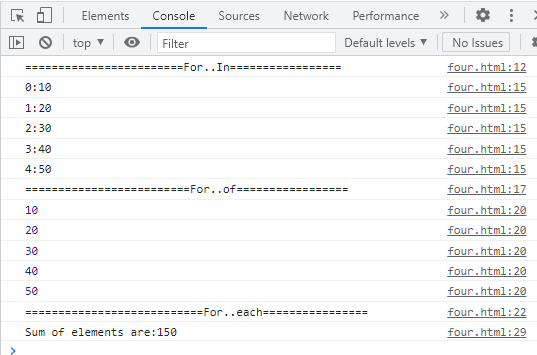 Elements Console Sources Network Performance »
top ▼ Filter Default levels ▼ No Issues
========================For..In================= four.html:12
0:10 four.html:15
1:20 four.html:15
2:30 four.html:15
3:40 four.html:15
4:50 four.html:15
=========================For..of================= four.html:17
10 four.html:20
20 four.html:20
30 four.html:20
40 four.html:20
50 four.html:20
===========================For..each================ four.html:22
Sum of elements are:150 four.html:29
>